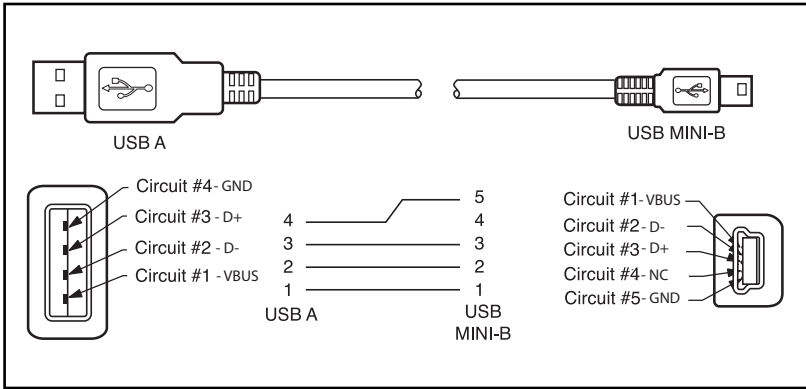 USB A
USB MINI-B
Circuit #4- GND
Circuit #3 - D+
Circuit #2 - D-
Circuit #1 - VBUS
4
3
2
1
USB A
5
4
3
2
1
USB
MINI-B
Circuit #1- VBUS
Circuit #2- D-
Circuit #3- D+
Circuit #4- NC
Circuit #5- GND